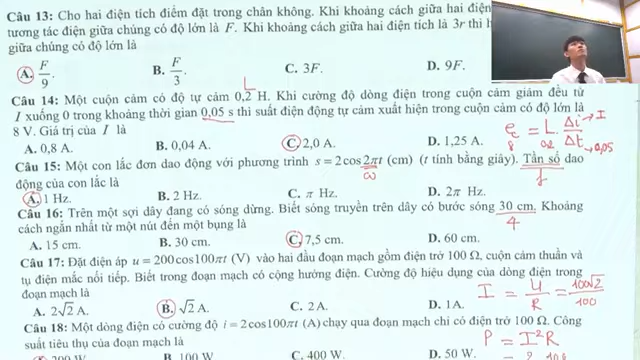 Câu 13: Cho hai điện tích điểm đặt trong chân không. Khi khoảng cách giữa hai điện
tương tác điện giữa chúng có độ lớn là F. Khi khoảng cách giữa hai điện tích là 3r thì
giữa chúng có độ lớn là
A. F/9. B. F/3. C. 3F. D. 9F.
L
Câu 14: Một cuộn cảm có độ tự cảm 0,2 H. Khi cường độ dòng điện trong cuộn cảm giảm đều từ
I xuống 0 trong khoảng thời gian 0,05 s thì suất điện động tự cảm xuất hiện trong cuộn cảm có độ lớn là
8 V. Giá trị của I là
e = L. Δi/Δt → I
8 0,2 → 0,05
A. 0,8 A. B. 0,04 A. C. 2,0 A. D. 1,25 A.
Câu 15: Một con lắc đơn dao động với phương trình s = 2cos2πt (cm) (t tính bằng giây). Tần số dao
động của con lắc là
ω f
A. 1 Hz. B. 2 Hz. C. π Hz. D. 2π Hz.
Câu 16: Trên một sợi dây đang có sóng dừng. Biết sóng truyền trên dây có bước sóng 30 cm. Khoảng
cách ngắn nhất từ một nút đến một bụng là
4
A. 15 cm. B. 30 cm. C. 7,5 cm. D. 60 cm.
Câu 17: Đặt điện áp u = 200cos100πt (V) vào hai đầu đoạn mạch gồm điện trở 100 Ω, cuộn cảm thuần và
tụ điện mắc nối tiếp. Biết trong đoạn mạch có cộng hưởng điện. Cường độ hiệu dụng của dòng điện trong
đoạn mạch là
I = U/R = 100√2/100
A. 2√2 A. B. √2 A. C. 2 A. D. 1A.
Câu 18: Một dòng điện có cường độ i = 2cos100πt (A) chạy qua đoạn mạch chỉ có điện trở 100 Ω. Công
suất tiêu thụ của đoạn mạch là
P = I²R
A. 200 W. B. 100 W. C. 400 W. D. 50 W.